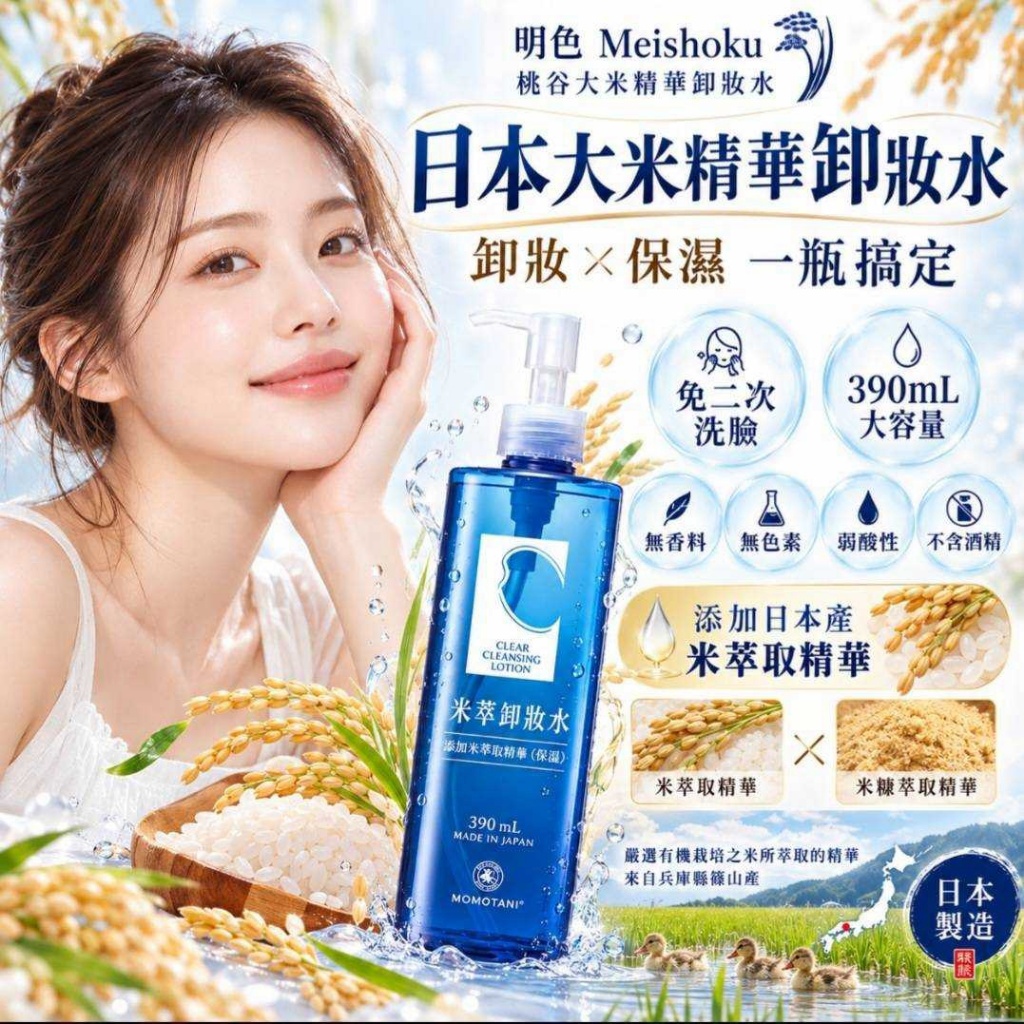 明色 Meishoku
桃谷大米精華卸妝水
日本大米精華卸妝水
卸妝×保濕 一瓶搞定
免二次
洗臉
390mL
大容量
無香料
無色素
弱酸性
不含酒精
添加日本產
米萃取精華
米萃取精華
×
米糠萃取精華
嚴選有機栽培之米所萃取的精華
來自兵庫縣篠山產
日本
製造
CLEAR
CLEANSING
LOTION
米萃卸妝水
添加米萃取精華(保濕)
390 mL
MADE IN JAPAN
MOMOTANI®